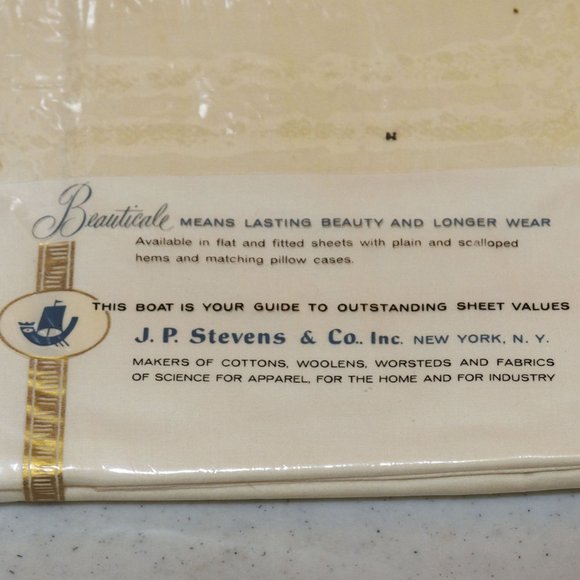 Beauticale MEANS LASTING BEAUTY AND LONGER WEAR
Available in flat and fitted sheets with plain and scalloped
hems and matching pillow cases.
THIS BOAT IS YOUR GUIDE TO OUTSTANDING SHEET VALUES
J. P. Stevens & Co., Inc. NEW YORK, N. Y.
MAKERS OF COTTONS, WOOLENS, WORSTEDS AND FABRICS
OF SCIENCE FOR APPAREL, FOR THE HOME AND FOR INDUSTRY